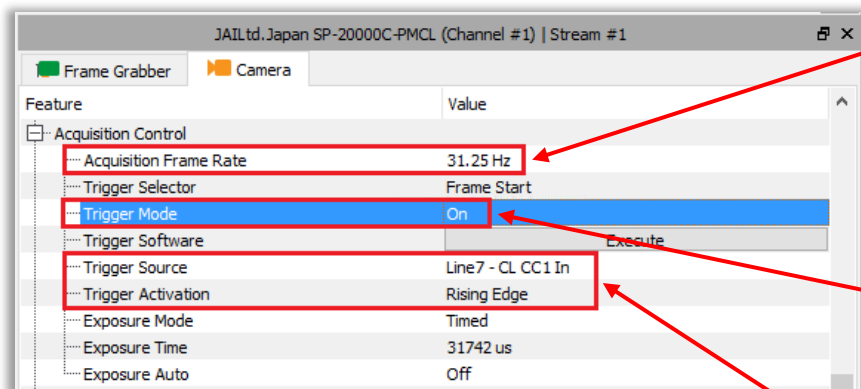 JAILtd.Japan SP-20000C-PMCL (Channel #1) | Stream #1
Frame Grabber Camera
Feature Value
Acquisition Control
Acquisition Frame Rate 31.25 Hz
Trigger Selector Frame Start
Trigger Mode On
Trigger Software Execute
Trigger Source Line7 - CL CC1 In
Trigger Activation Rising Edge
Exposure Mode Timed
Exposure Time 31742 us
Exposure Auto Off